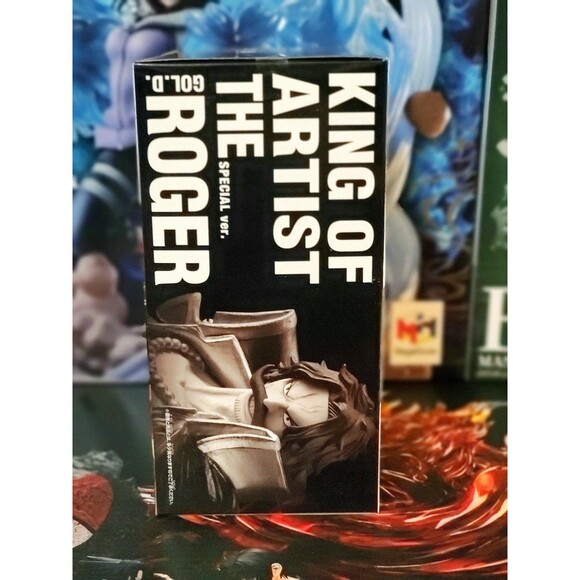 KING OF
ARTIST
THE
SPECIAL ver.
GOL.D.
ROGER